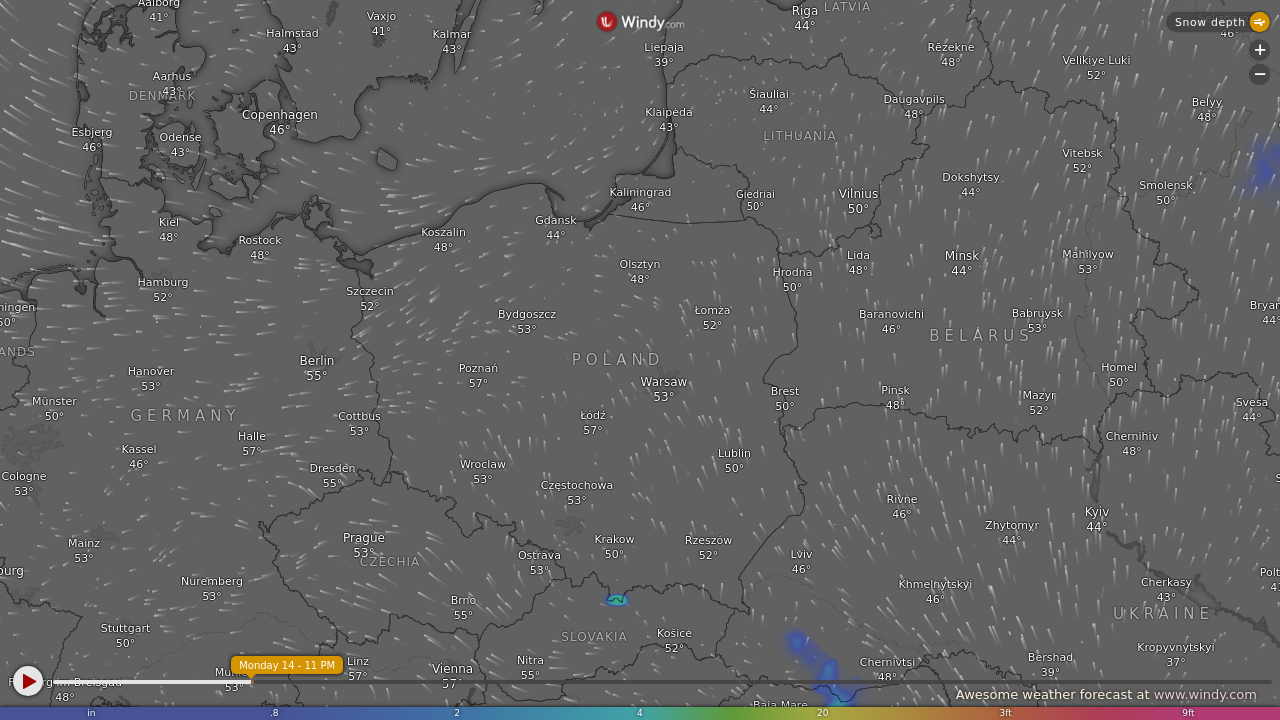 Aalborg
41°
Vaxjo
41°
Halmstad
43°
Kalmar
43°
Windy.com
Riga
44°
LATVIA
Snow depth
46°
Liepaja
39°
Rēzekne
48°
Velikiye Luki
52°
+
−
Aarhus
43°
DENMARK
Šiauliai
44°
Daugavpils
48°
Belyy
48°
Copenhagen
46°
Klaipėda
43°
LITHUANIA
Esbjerg
46°
Odense
43°
Vitebsk
52°
Dokshytsy
44°
Smolensk
50°
Kaliningrad
46°
Giedriai
50°
Vilnius
50°
Kiel
48°
Gdansk
44°
Koszalin
48°
Rostock
48°
Lida
48°
Minsk
44°
Mahilyow
53°
Olsztyn
48°
Hrodna
50°
Hamburg
52°
Szczecin
52°
Bydgoszcz
53°
Łomża
52°
Baranovichi
46°
Babruysk
53°
44°
BELARUS
POLAND
Berlin
55°
Hanover
53°
Poznań
57°
Warsaw
53°
Brest
50°
Pinsk
48°
Homel
50°
Mazyr
52°
Münster
50°
GERMANY
Cottbus
53°
Łódź
57°
Svesa
44°
Halle
57°
Kassel
46°
Chernihiv
48°
Lublin
50°
Cologne
53°
Dresden
55°
Wroclaw
53°
Częstochowa
53°
Rivne
46°
Kyiv
44°
Zhytomyr
44°
Mainz
53°
Prague
53°
CZECHIA
Krakow
50°
Rzeszów
52°
Ostrava
53°
Lviv
46°
Nuremberg
53°
Khmelnytskyi
46°
Cherkasy
43°
Brno
55°
UKRAINE
Stuttgart
50°
SLOVAKIA
Košice
52°
Kropyvnytskyi
37°
Monday 14 - 11 PM
Linz
57°
Nitra
55°
Vienna
57°
Chernivtsi
48°
Bershad
39°
53°
48°
Awesome weather forecast at www.windy.com
Baia Mare
in .8 2 4 20 3ft 9ft